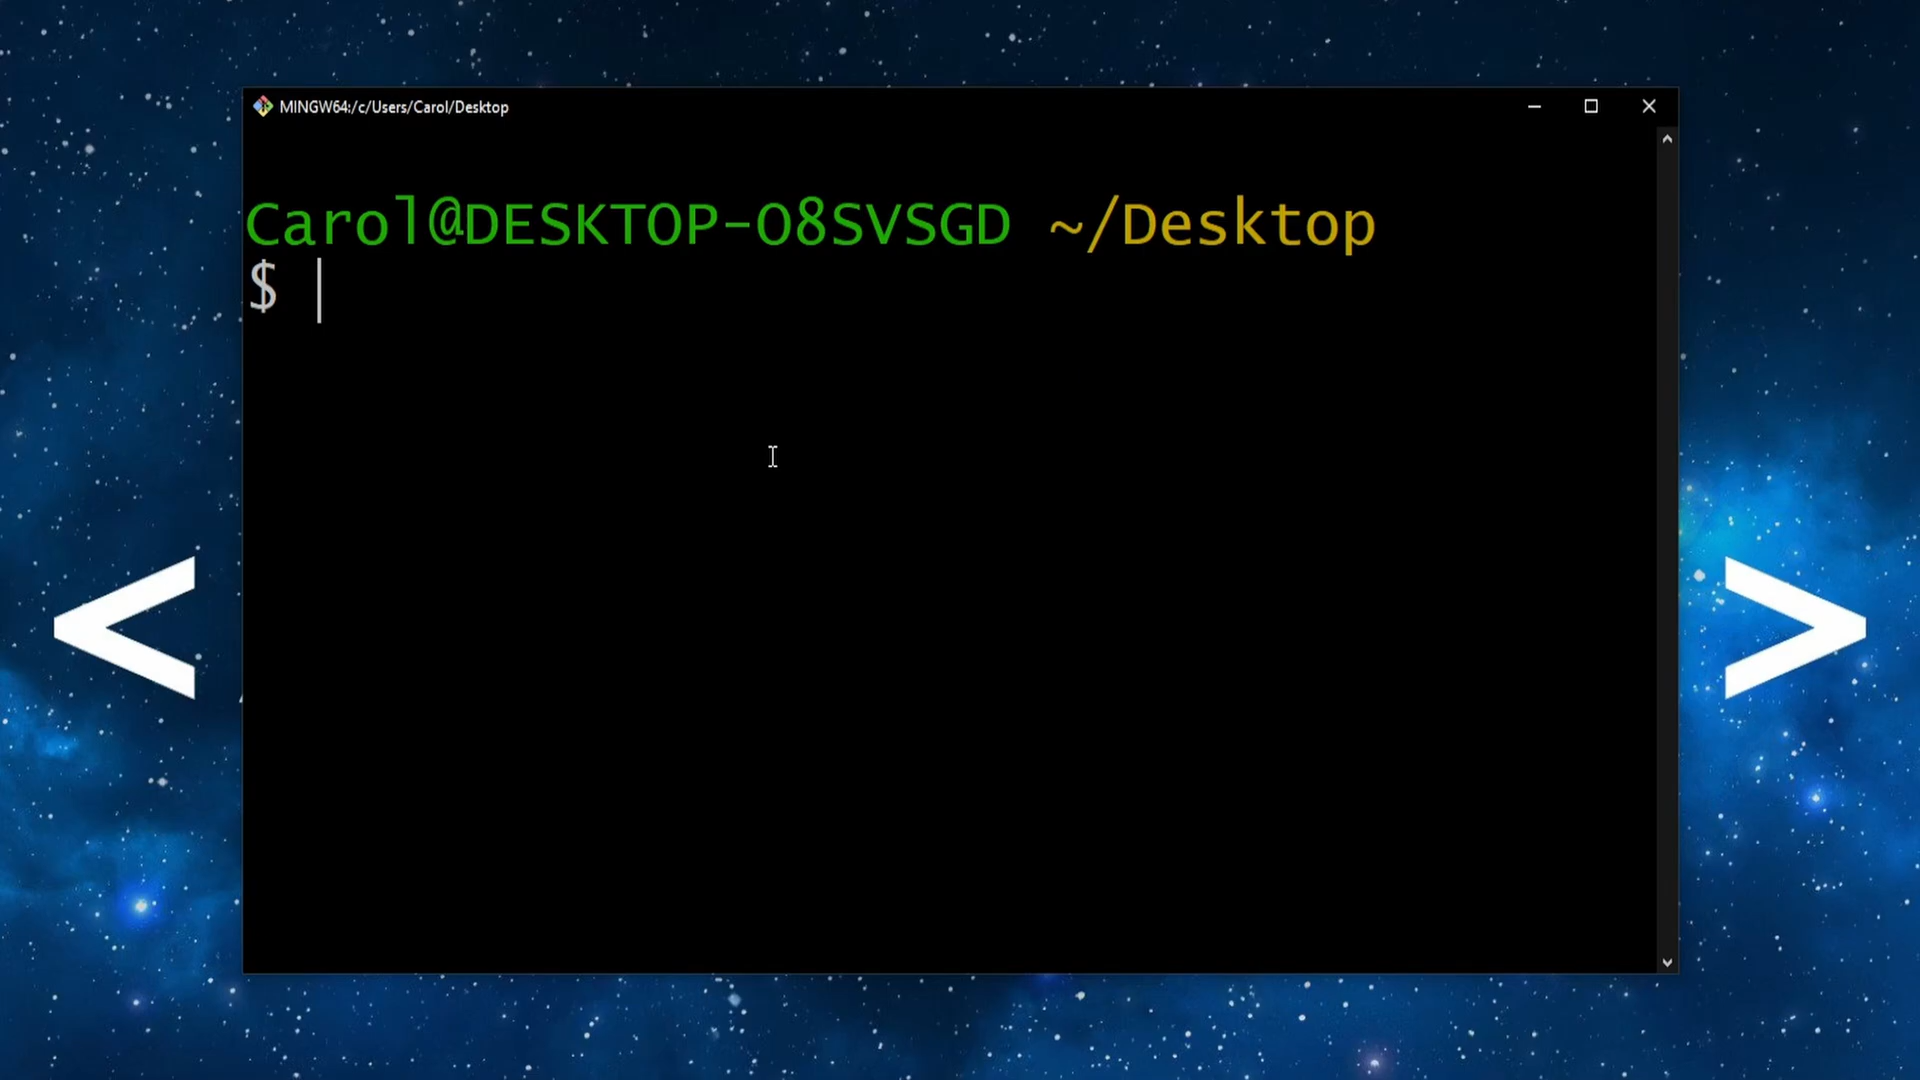 MINGW64:/c/Users/Carol/Desktop
Carol@DESKTOP-O8SVSGD ~/Desktop
$
< >